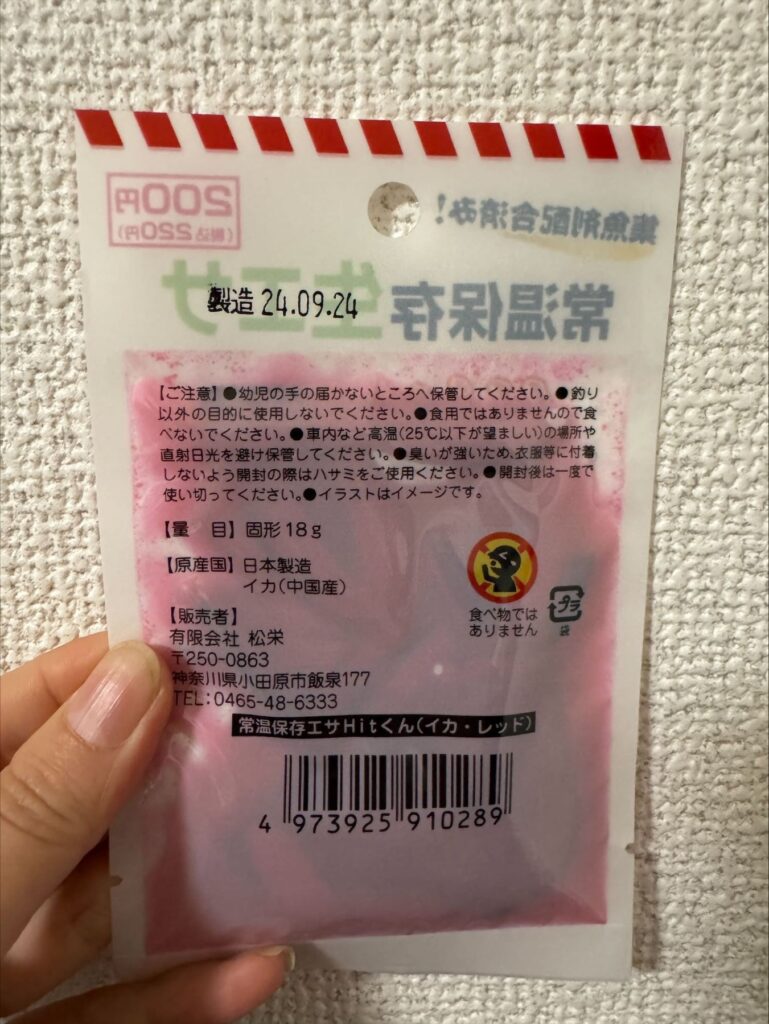 200円
(税込220円)
集魚剤配合済み!
常温保存生エサ
製造 24.09.24
【ご注意】●幼児の手の届かないところへ保管してください。●釣り
以外の目的に使用しないでください。●食用ではありませんので食
べないでください。●車内など高温(25℃以下が望ましい)の場所や
直射日光を避け保管してください。●臭いが強いため、衣服等に付着
しないよう開封の際はハサミをご使用ください。●開封後は一度で
使い切ってください。●イラストはイメージです。
【量　目】固形18g
【原産国】日本製造
イカ(中国産)
【販売者】
有限会社 松栄
〒250-0863
神奈川県小田原市飯泉177
TEL:0465-48-6333
食べ物では
ありません
プラ
袋
常温保存エサHitくん(イカ・レッド)
4 973925 910289